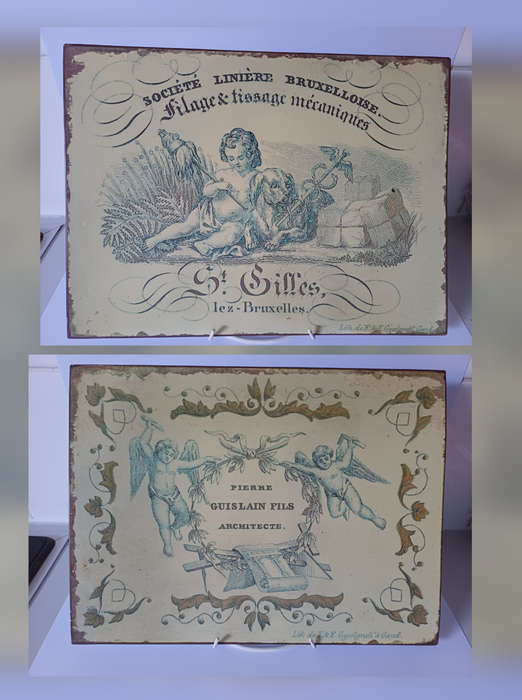 SOCIÉTÉ LINIÈRE BRUXELLOISE.
Filage & tissage mécaniques
St. Gilles,
lez-Bruxelles.
PIERRE
GUISLAIN FILS
ARCHITECTE.